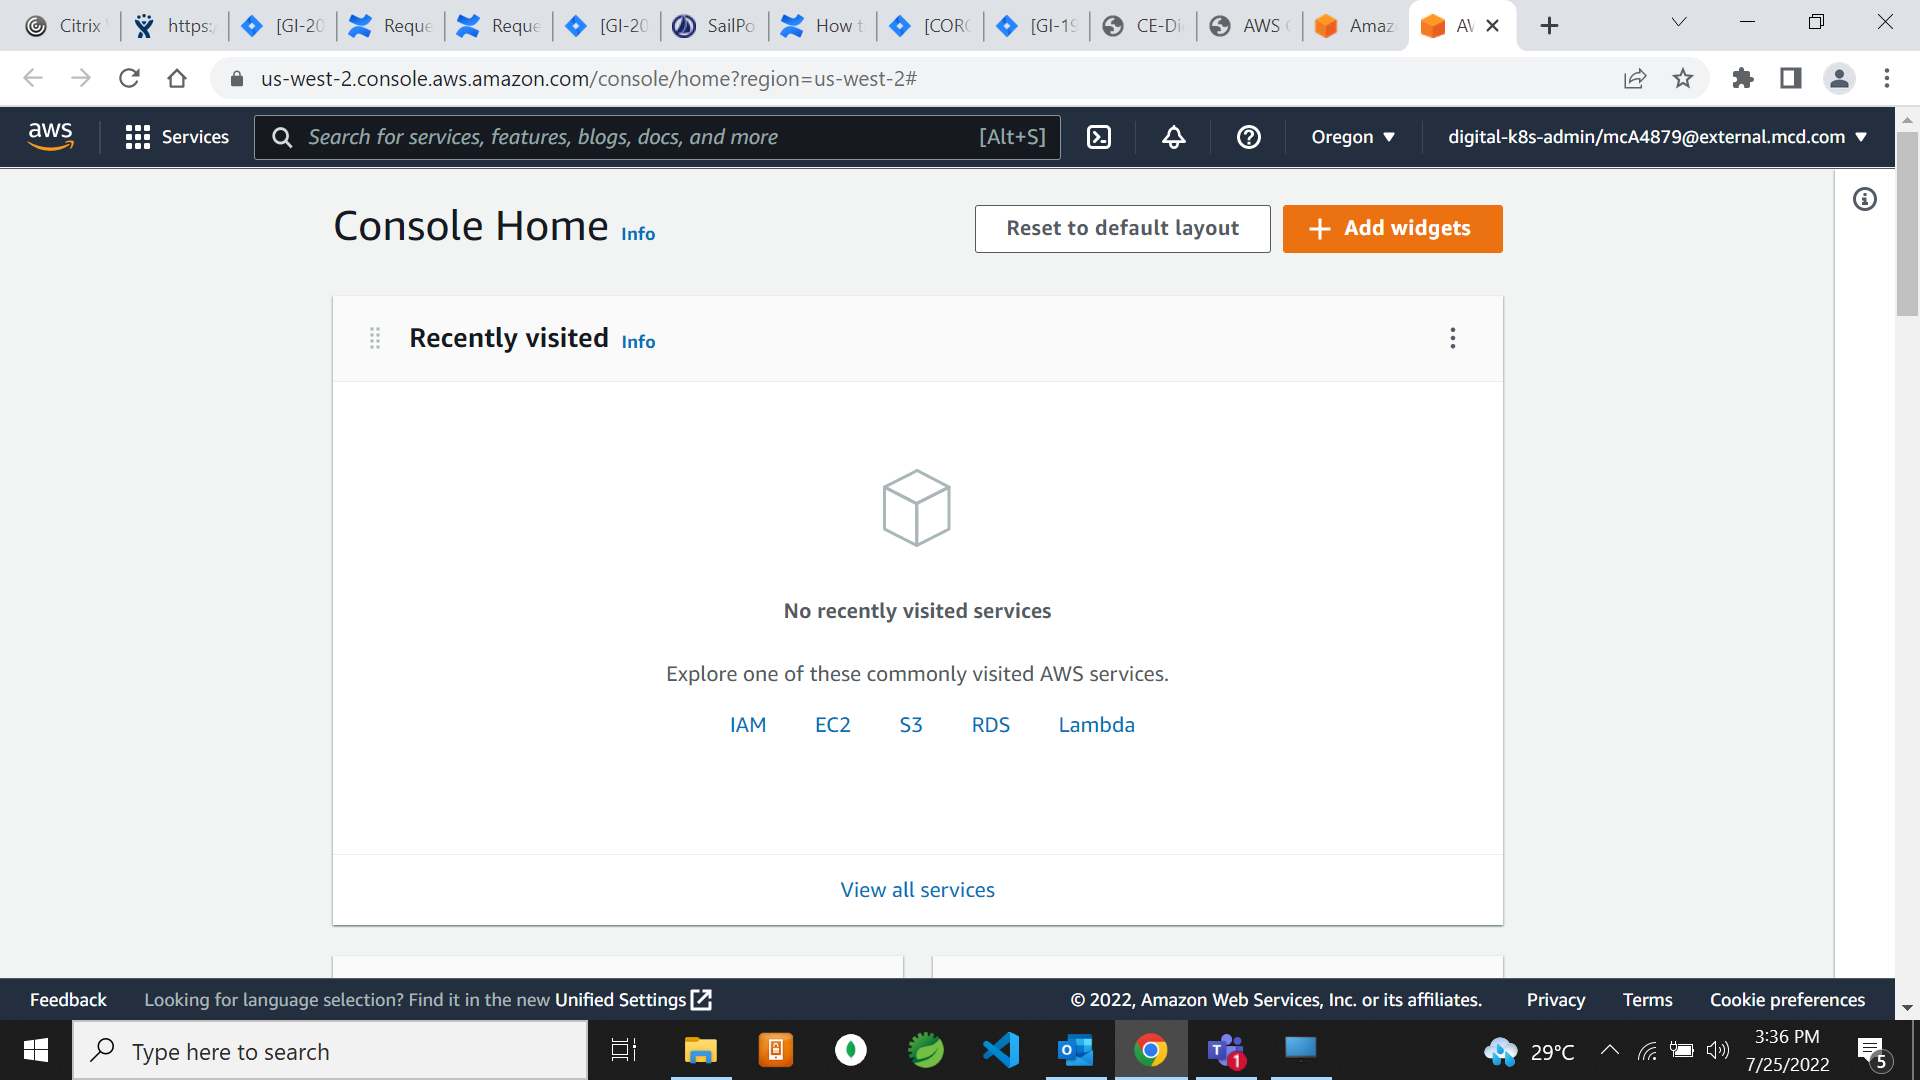 Citrix
https:/
[GI-20
Reque
Reque
[GI-20
SailPo
How t
[CORO
[GI-19
CE-Di
AWS
Amaz
us-west-2.console.aws.amazon.com/console/home?region=us-west-2#
aws
Services
Search for services, features, blogs, docs, and more
[Alt+S]
Oregon
digital-k8s-admin/mcA4879@external.mcd.com
Console Home Info
Reset to default layout
Add widgets
Recently visited Info
No recently visited services
Explore one of these commonly visited AWS services.
IAM EC2 S3 RDS Lambda
View all services
Feedback
Looking for language selection? Find it in the new Unified Settings
© 2022, Amazon Web Services, Inc. or its affiliates.
Privacy
Terms
Cookie preferences
Type here to search
1
29°C
3:36 PM
7/25/2022
5